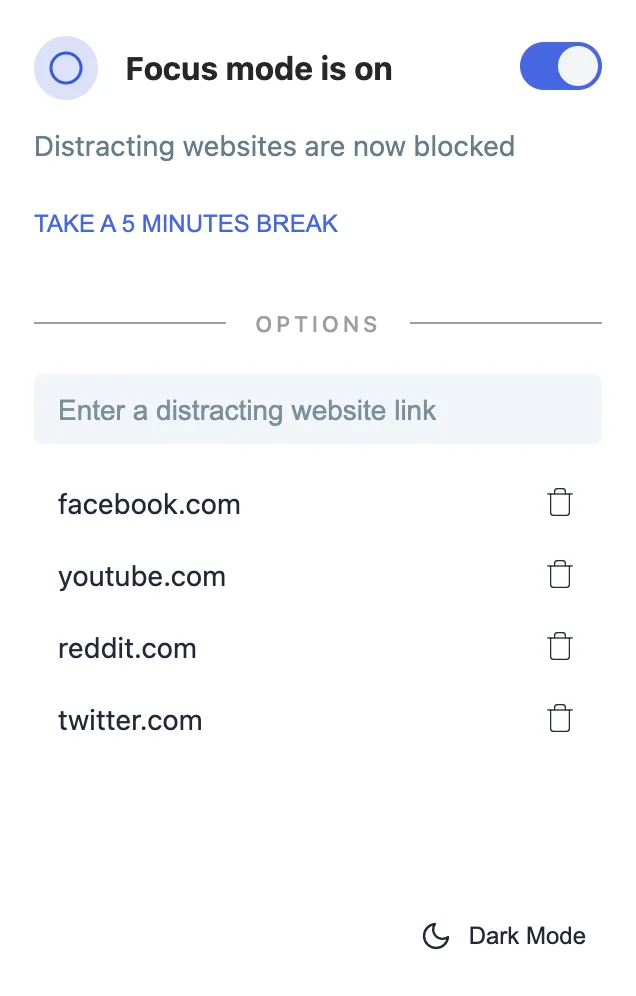 Focus mode is on
Distracting websites are now blocked
TAKE A 5 MINUTES BREAK
OPTIONS
Enter a distracting website link
facebook.com
youtube.com
reddit.com
twitter.com
Dark Mode